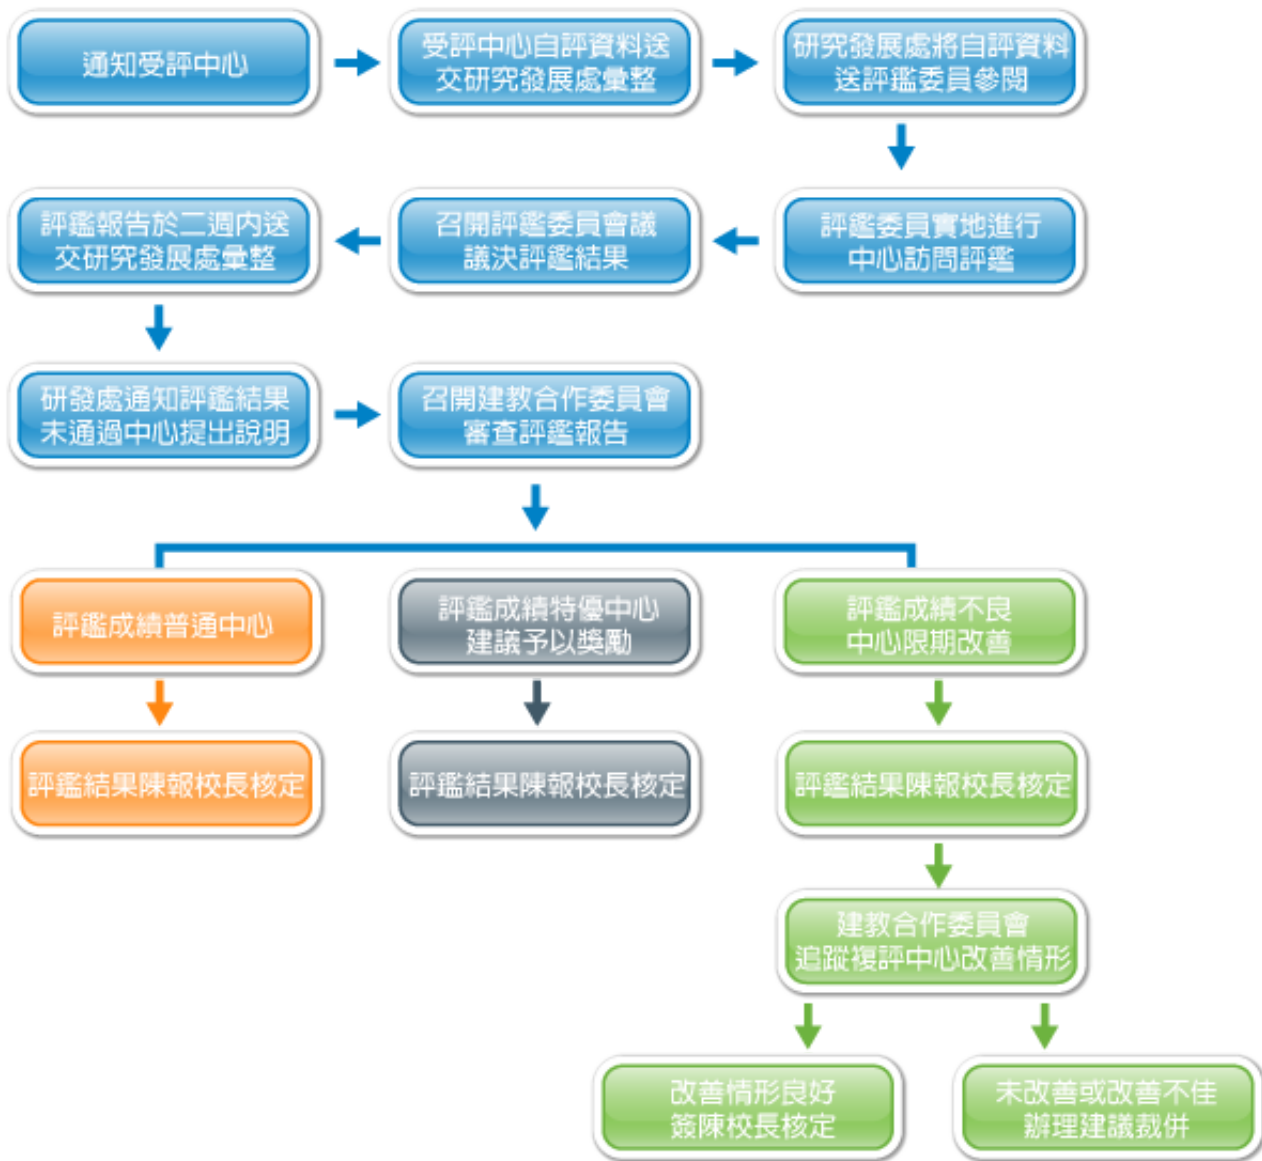 通知受評中心
受評中心自評資料送
交研究發展處彙整
研究發展處將自評資料
送評鑑委員參閱
評鑑委員實地進行
中心訪問評鑑
召開評鑑委員會議
議決評鑑結果
評鑑報告於二週內送
交研究發展處彙整
研發處通知評鑑結果
未通過中心提出說明
召開建教合作委員會
審查評鑑報告
評鑑成績普通中心
評鑑成績特優中心
建議予以獎勵
評鑑成績不良
中心限期改善
評鑑結果陳報校長核定
評鑑結果陳報校長核定
評鑑結果陳報校長核定
建教合作委員會
追蹤複評中心改善情形
改善情形良好
簽陳校長核定
未改善或改善不佳
辦理建議裁併